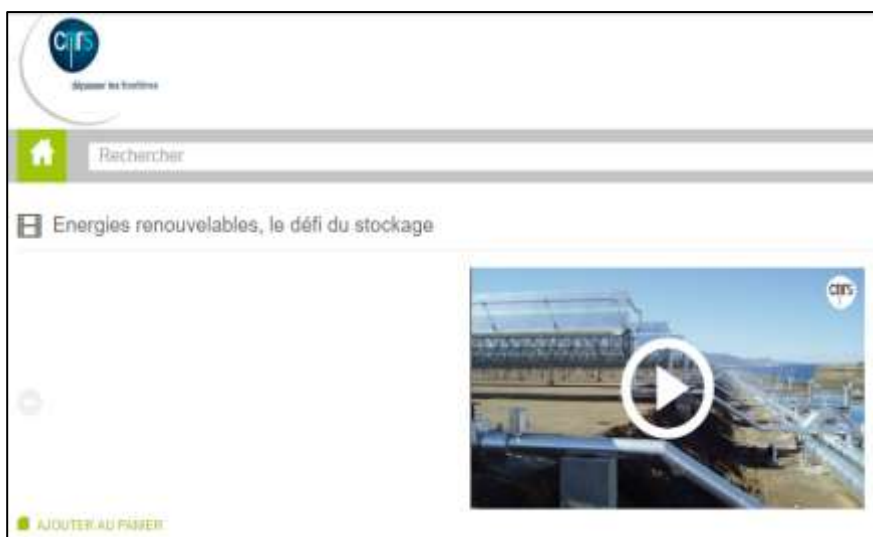 cnrs
dépasser les frontières
Rechercher
Energies renouvelables, le défi du stockage
cnrs
AJOUTER AU PANIER